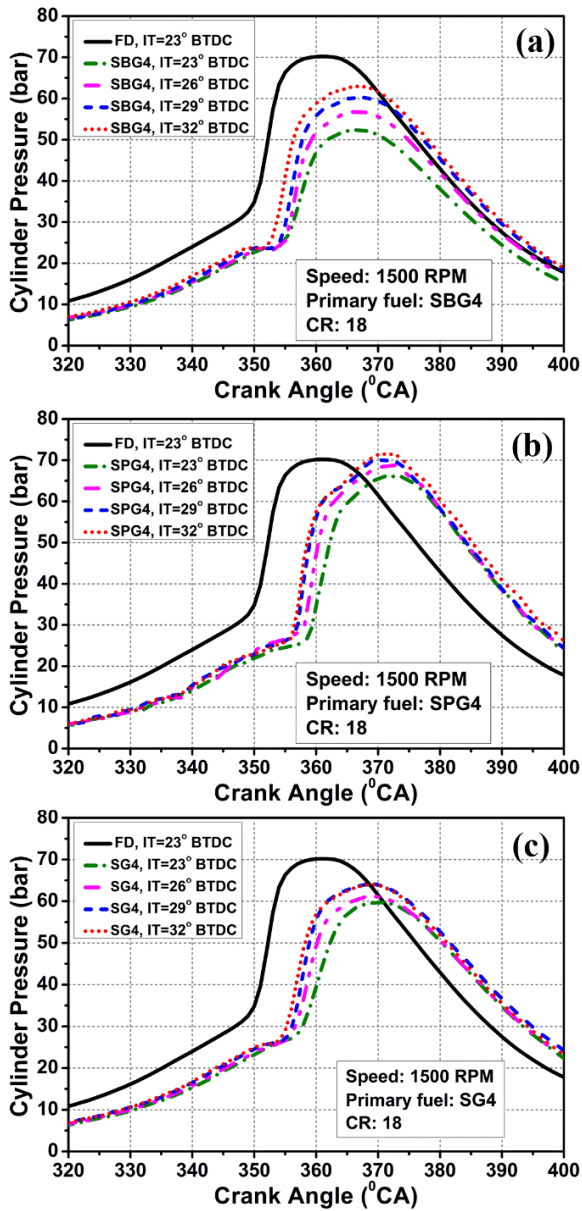 (a)
80
70
60
50
40
30
20
10
0
Cylinder Pressure (bar)
FD, IT=23° BTDC
SBG4, IT=23° BTDC
SBG4, IT=26° BTDC
SBG4, IT=29° BTDC
SBG4, IT=32° BTDC
Speed: 1500 RPM
Primary fuel: SBG4
CR: 18
320 330 340 350 360 370 380 390 400
Crank Angle (⁰CA)
(b)
80
70
60
50
40
30
20
10
0
Cylinder Pressure (bar)
FD, IT=23° BTDC
SPG4, IT=23° BTDC
SPG4, IT=26° BTDC
SPG4, IT=29° BTDC
SPG4, IT=32° BTDC
Speed: 1500 RPM
Primary fuel: SPG4
CR: 18
320 330 340 350 360 370 380 390 400
Crank Angle (⁰CA)
(c)
80
70
60
50
40
30
20
10
0
Cylinder Pressure (bar)
FD, IT=23° BTDC
SG4, IT=23° BTDC
SG4, IT=26° BTDC
SG4, IT=29° BTDC
SG4, IT=32° BTDC
Speed: 1500 RPM
Primary fuel: SG4
CR: 18
320 330 340 350 360 370 380 390 400
Crank Angle (⁰CA)